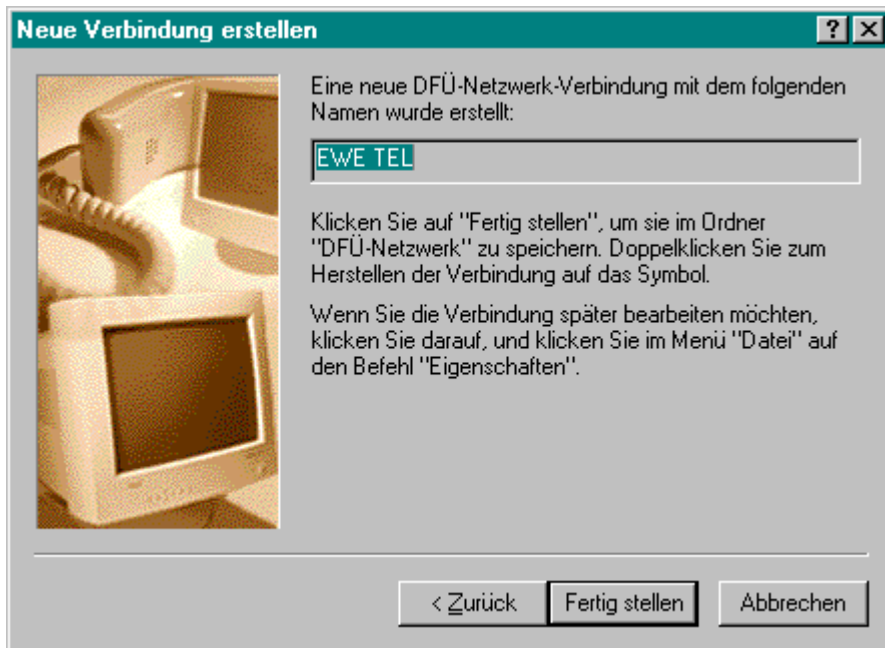 Neue Verbindung erstellen
Eine neue DFÜ-Netzwerk-Verbindung mit dem folgenden
Namen wurde erstellt:
EWE TEL
Klicken Sie auf "Fertig stellen", um sie im Ordner
"DFÜ-Netzwerk" zu speichern. Doppelklicken Sie zum
Herstellen der Verbindung auf das Symbol.
Wenn Sie die Verbindung später bearbeiten möchten,
klicken Sie darauf, und klicken Sie im Menü "Datei" auf
den Befehl "Eigenschaften".
< Zurück
Fertig stellen
Abbrechen